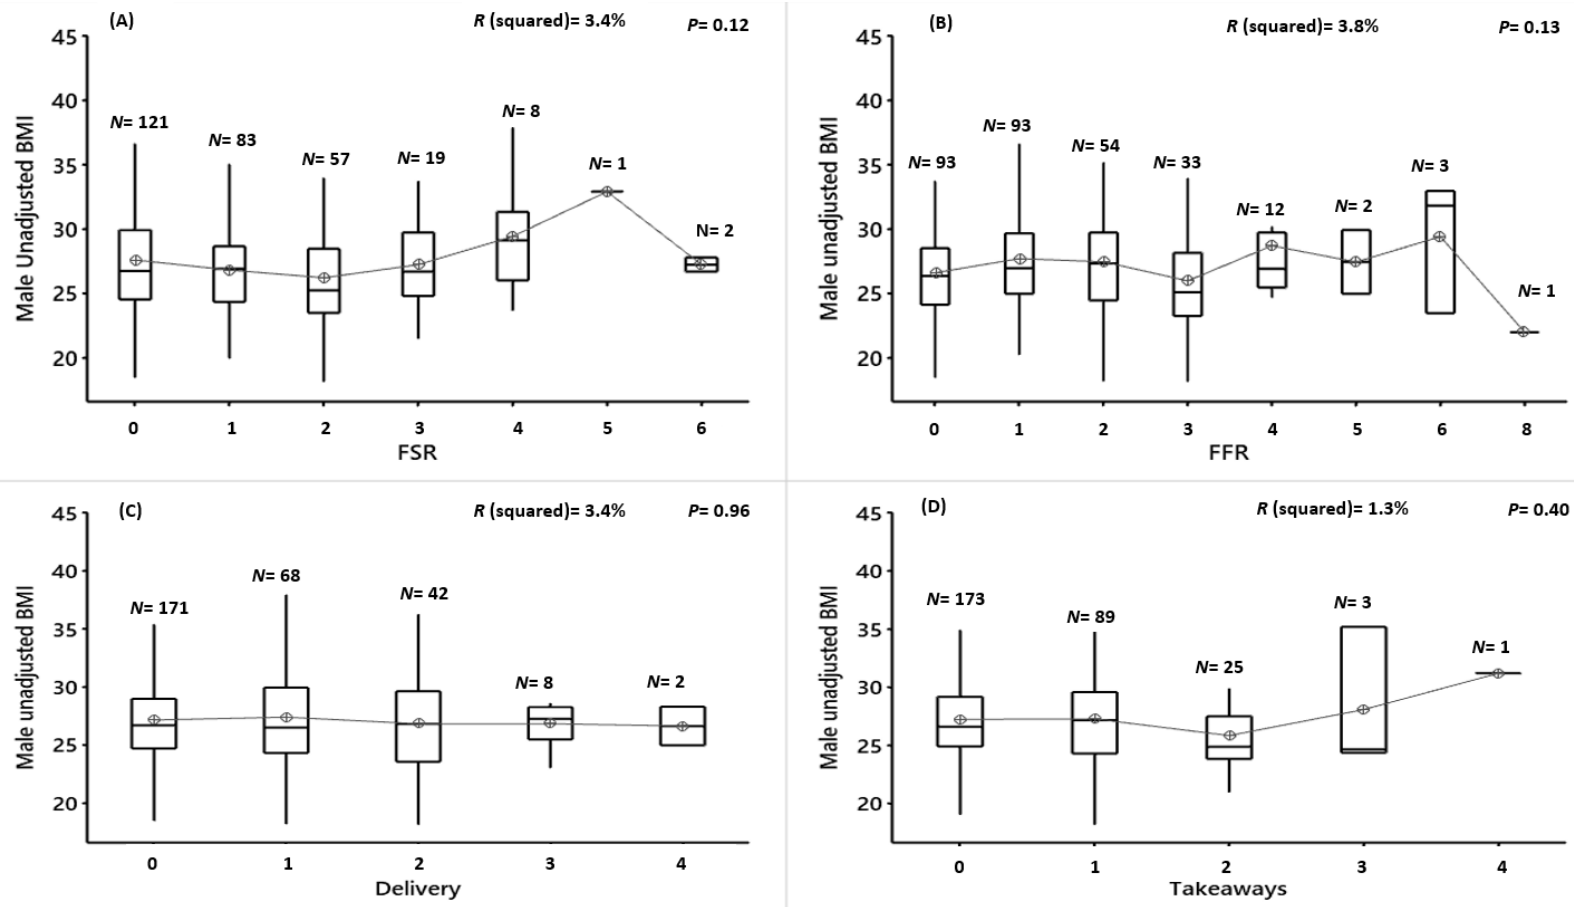 (A)
R (squared)= 3.4%
P= 0.12
Male Unadjusted BMI
45
40
35
30
25
20
N= 121
N= 83
N= 57
N= 19
N= 8
N= 1
N= 2
0 1 2 3 4 5 6
FSR
(B)
R (squared)= 3.8%
P= 0.13
Male unadjusted BMI
45
40
35
30
25
20
N= 93
N= 93
N= 54
N= 33
N= 12
N= 2
N= 3
N= 1
0 1 2 3 4 5 6 8
FFR
(C)
R (squared)= 3.4%
P= 0.96
Male unadjusted BMI
45
40
35
30
25
20
N= 171
N= 68
N= 42
N= 8
N= 2
0 1 2 3 4
Delivery
(D)
R (squared)= 1.3%
P= 0.40
Male unadjusted BMI
45
40
35
30
25
20
N= 173
N= 89
N= 25
N= 3
N= 1
0 1 2 3 4
Takeaways